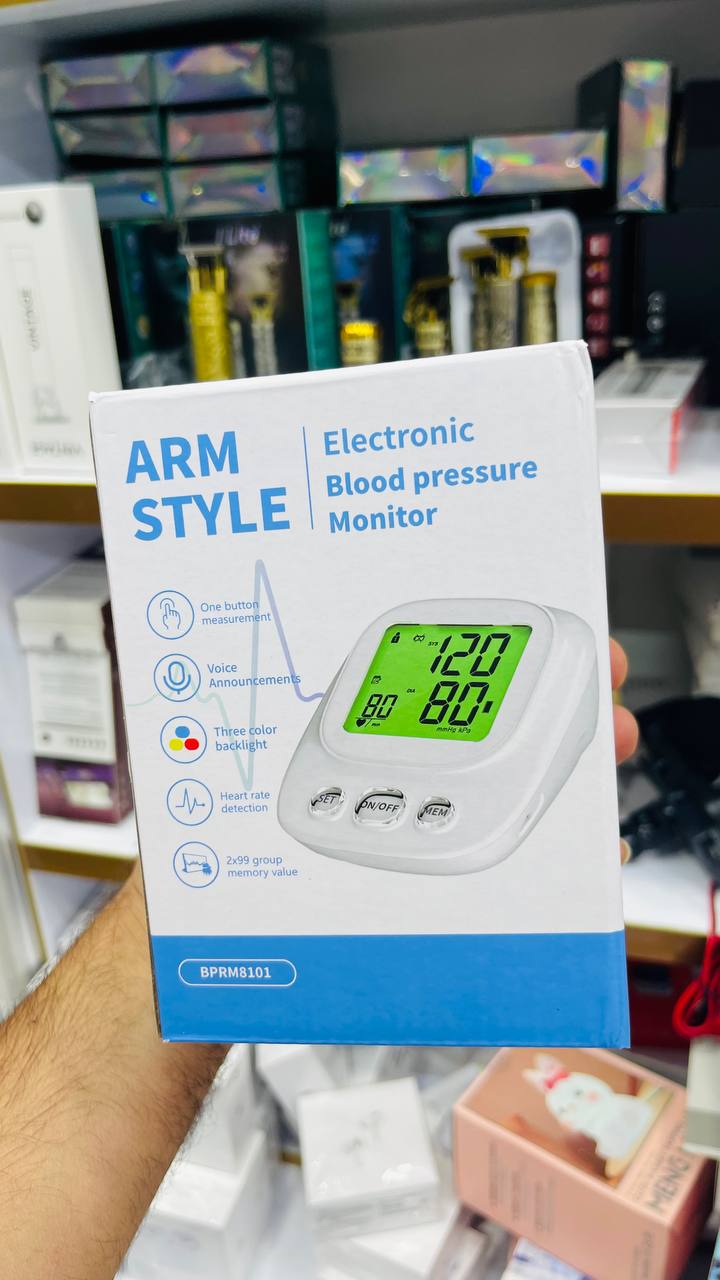 ARM
STYLE
Electronic
Blood pressure
Monitor
One button
measurement
Voice
Announcements
Three color
backlight
Heart rate
detection
2x99 group
memory value
SYS
120
DIA
80
80
mmHg kPa
SET
ON/OFF
MEM
BPRM8101
VINTAGE